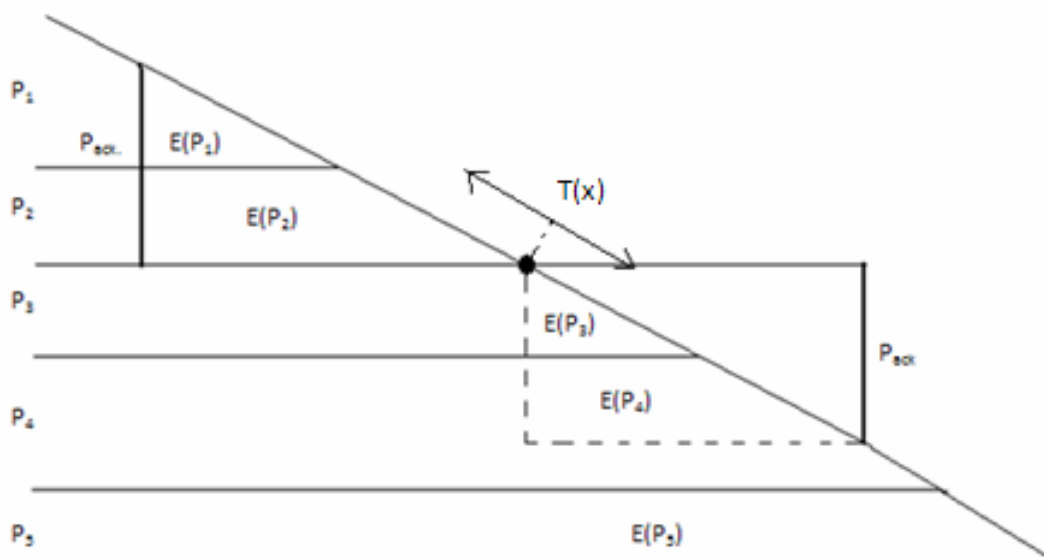 P₁
Pack. E(P₁)
T(x)
P₂ E(P₂)
P₃ E(P₃)
Pack
P₄ E(P₄)
P₅ E(P₅)